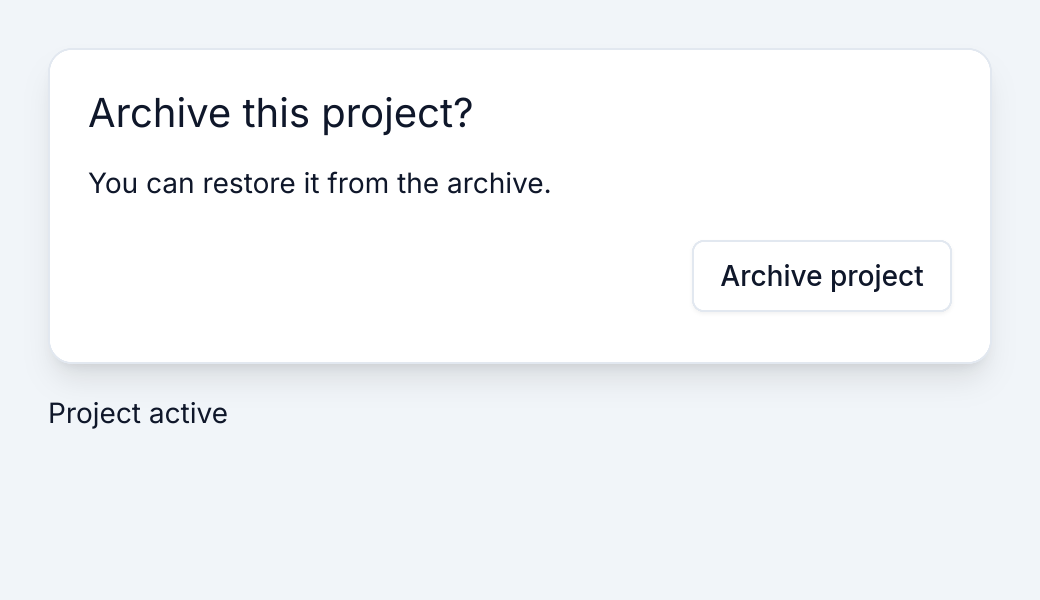 Archive this project?
You can restore it from the archive.
Archive project
Project active